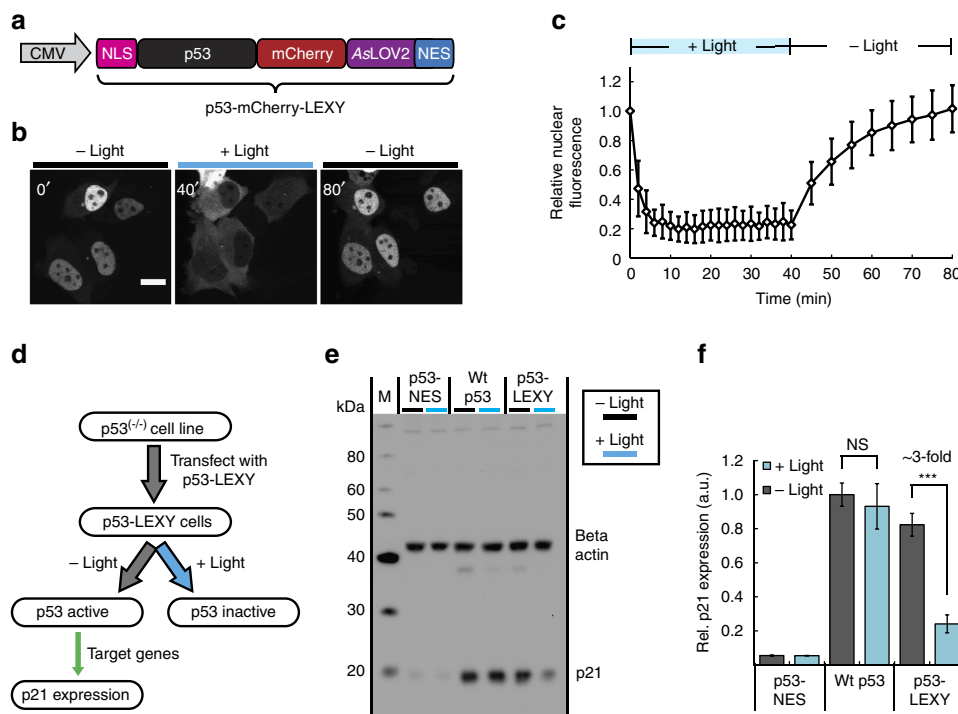 a
CMV
NLS
p53
mCherry
AsLOV2
NES
p53-mCherry-LEXY
b
– Light
+ Light
– Light
0′
40′
80′
c
+ Light
– Light
Relative nuclear
fluorescence
1.2
1.0
0.8
0.6
0.4
0.2
0
0
10
20
30
40
50
60
70
80
Time (min)
d
p53(-/-) cell line
Transfect with
p53-LEXY
p53-LEXY cells
– Light
+ Light
p53 active
p53 inactive
Target genes
p21 expression
e
kDa
M
p53-
NES
Wt
p53
p53-
LEXY
80
60
50
40
30
20
Beta
actin
p21
– Light
+ Light
f
Rel. p21 expression (a.u.)
1.2
1.0
0.8
0.6
0.4
0.2
+ Light
– Light
NS
~3-fold
***
p53-
NES
Wt p53
p53-
LEXY